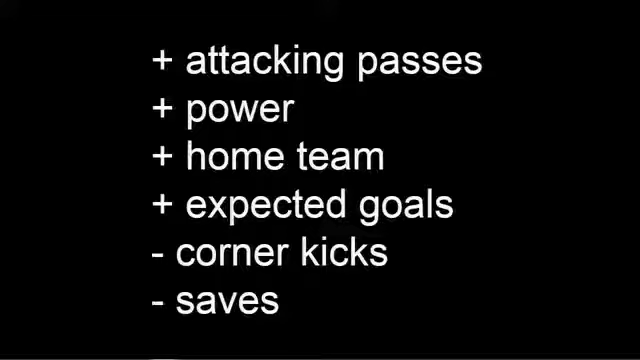 + attacking passes
+ power
+ home team
+ expected goals
- corner kicks
- saves